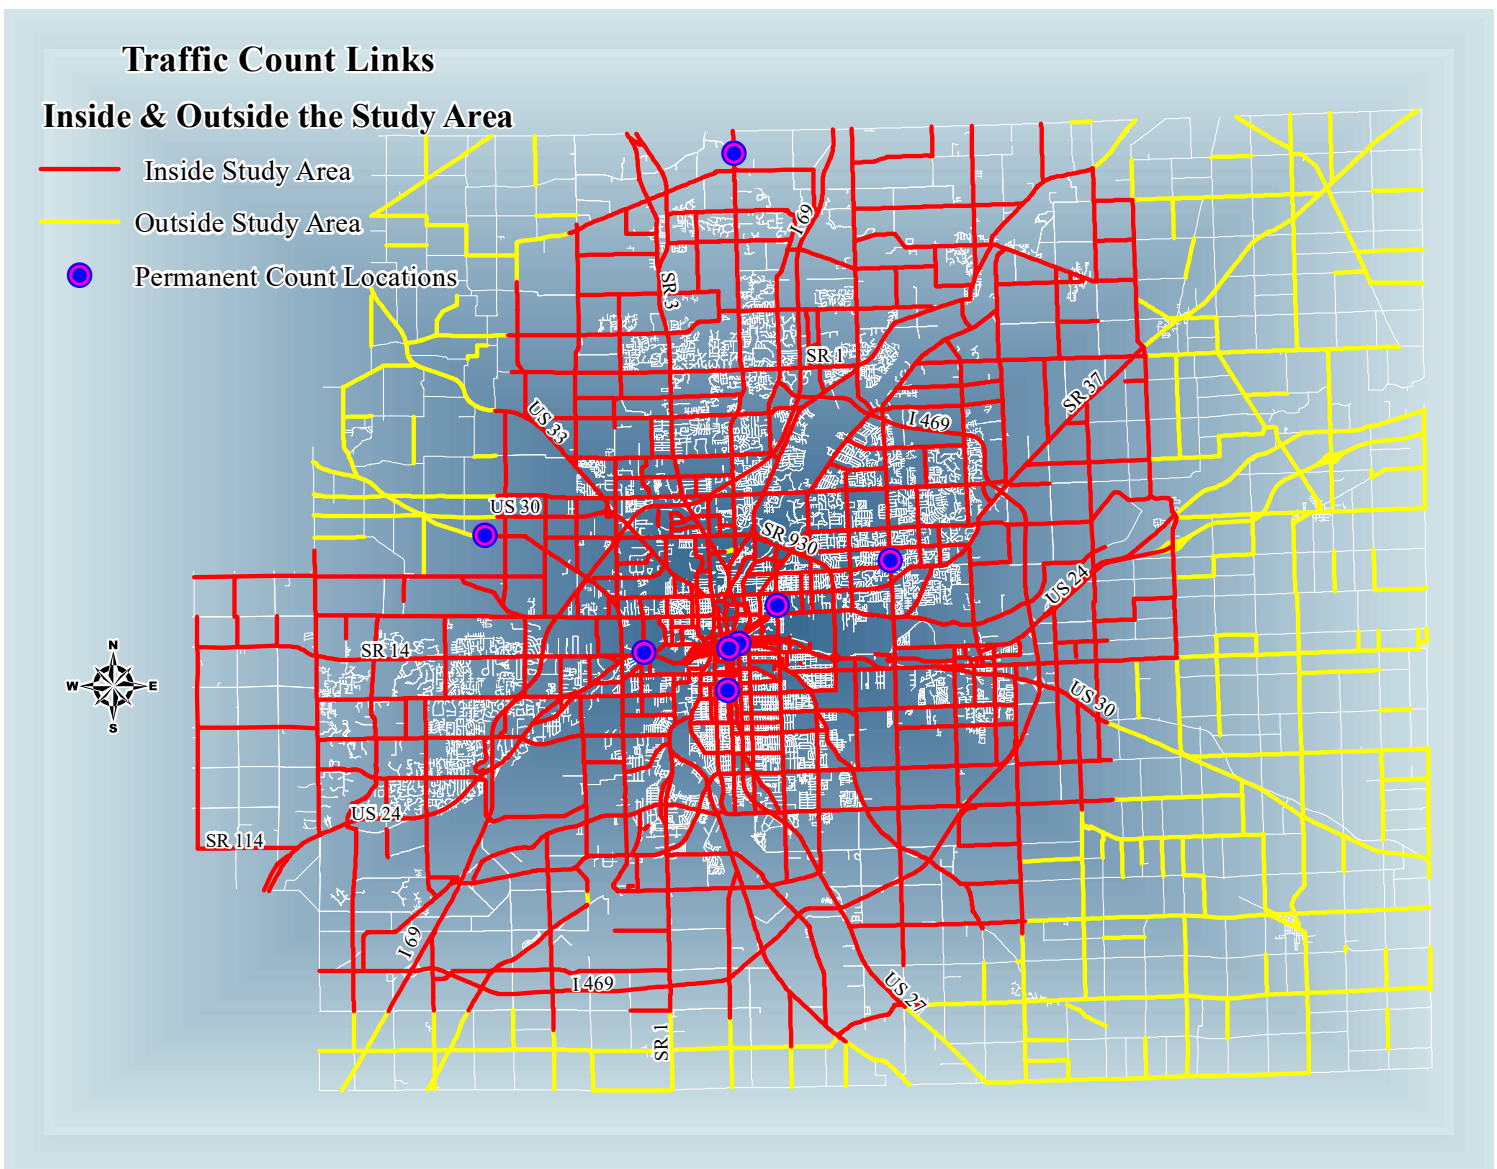 Traffic Count Links
Inside & Outside the Study Area
Inside Study Area
Outside Study Area
Permanent Count Locations
I 69
SR 3
SR 1
SR 37
US 33
I 469
US 30
SR 930
US 24
N
SR 14
W E
S
US 30
US 24
SR 114
I 69
I 469
US 27
SR 1